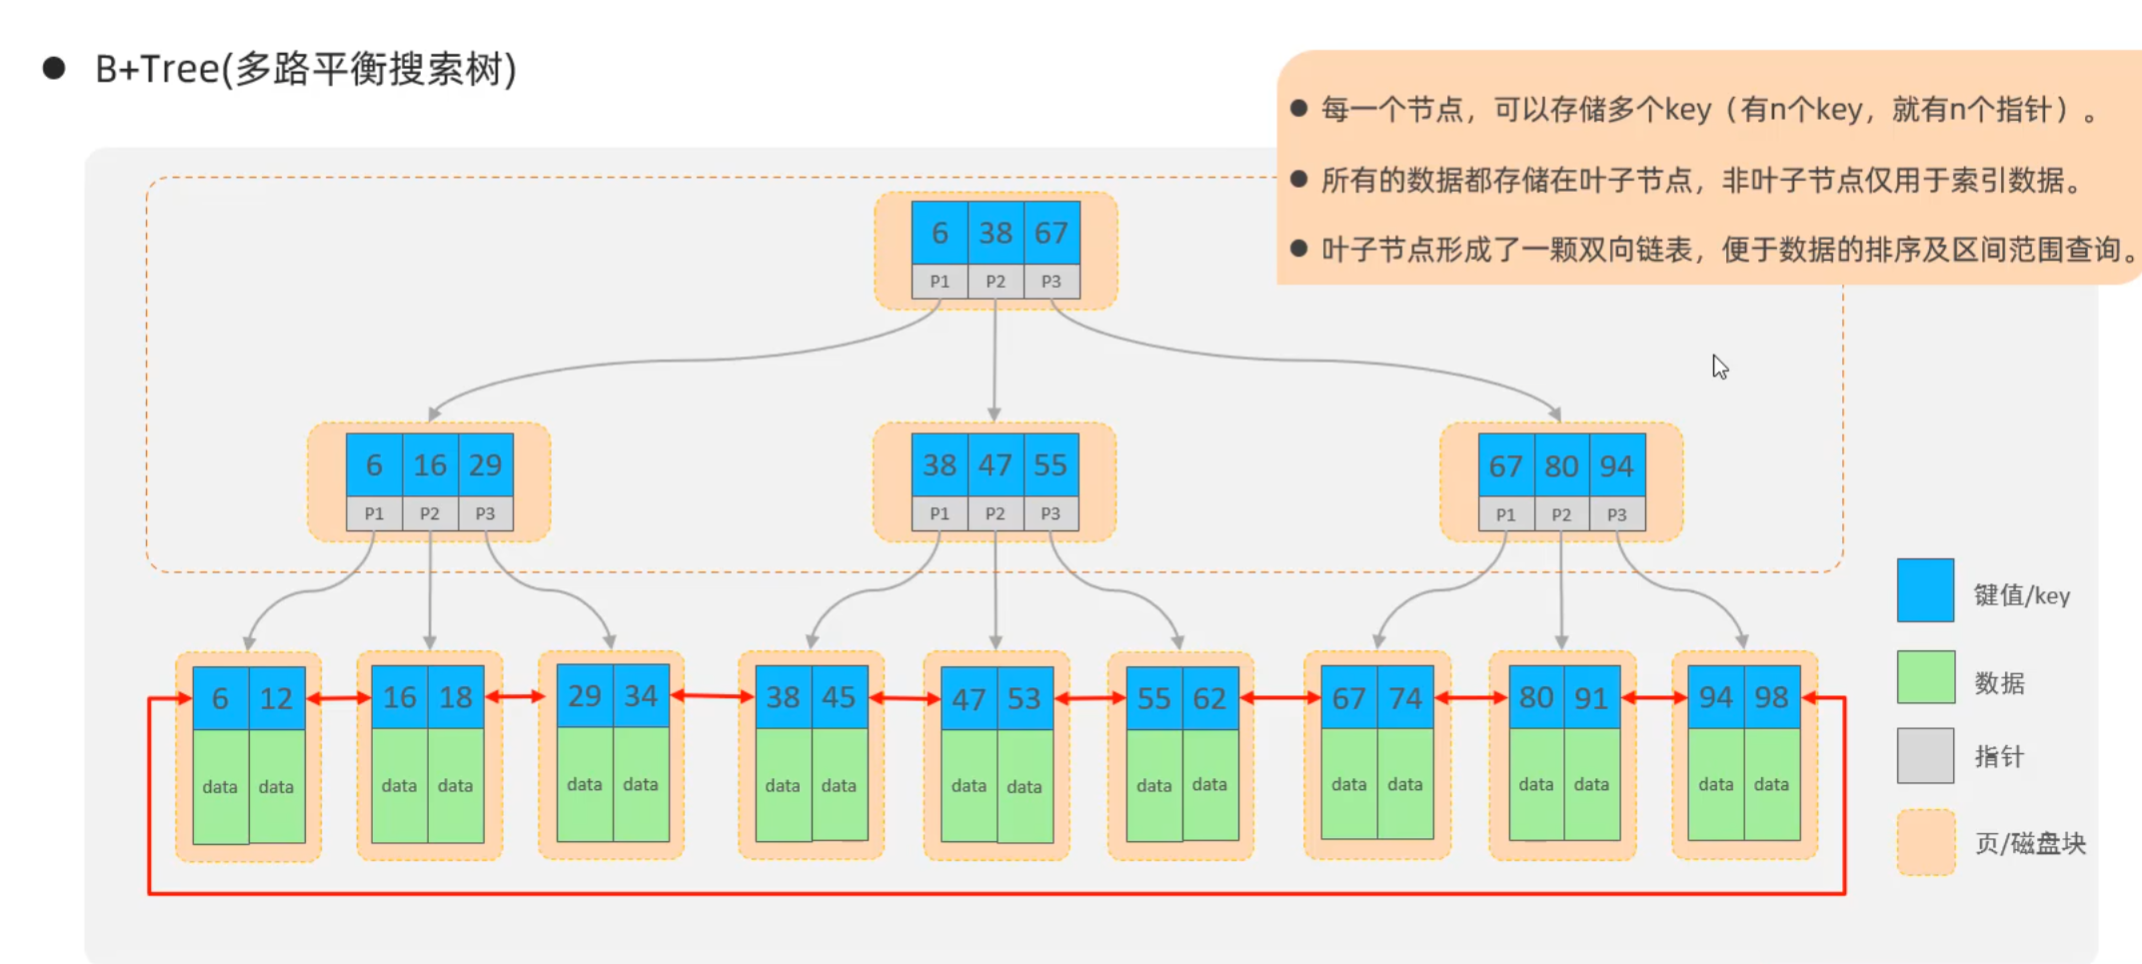 ● B+Tree(多路平衡搜索树)
● 每一个节点，可以存储多个key（有n个key，就有n个指针）。
● 所有的数据都存储在叶子节点，非叶子节点仅用于索引数据。
● 叶子节点形成了一颗双向链表，便于数据的排序及区间范围查询。
6 38 67
P1 P2 P3
6 16 29 38 47 55 67 80 94
P1 P2 P3 P1 P2 P3 P1 P2 P3
6 12 16 18 29 34 38 45 47 53 55 62 67 74 80 91 94 98
data data data data data data data data data data data data data data data data data data
键值/key
数据
指针
页/磁盘块